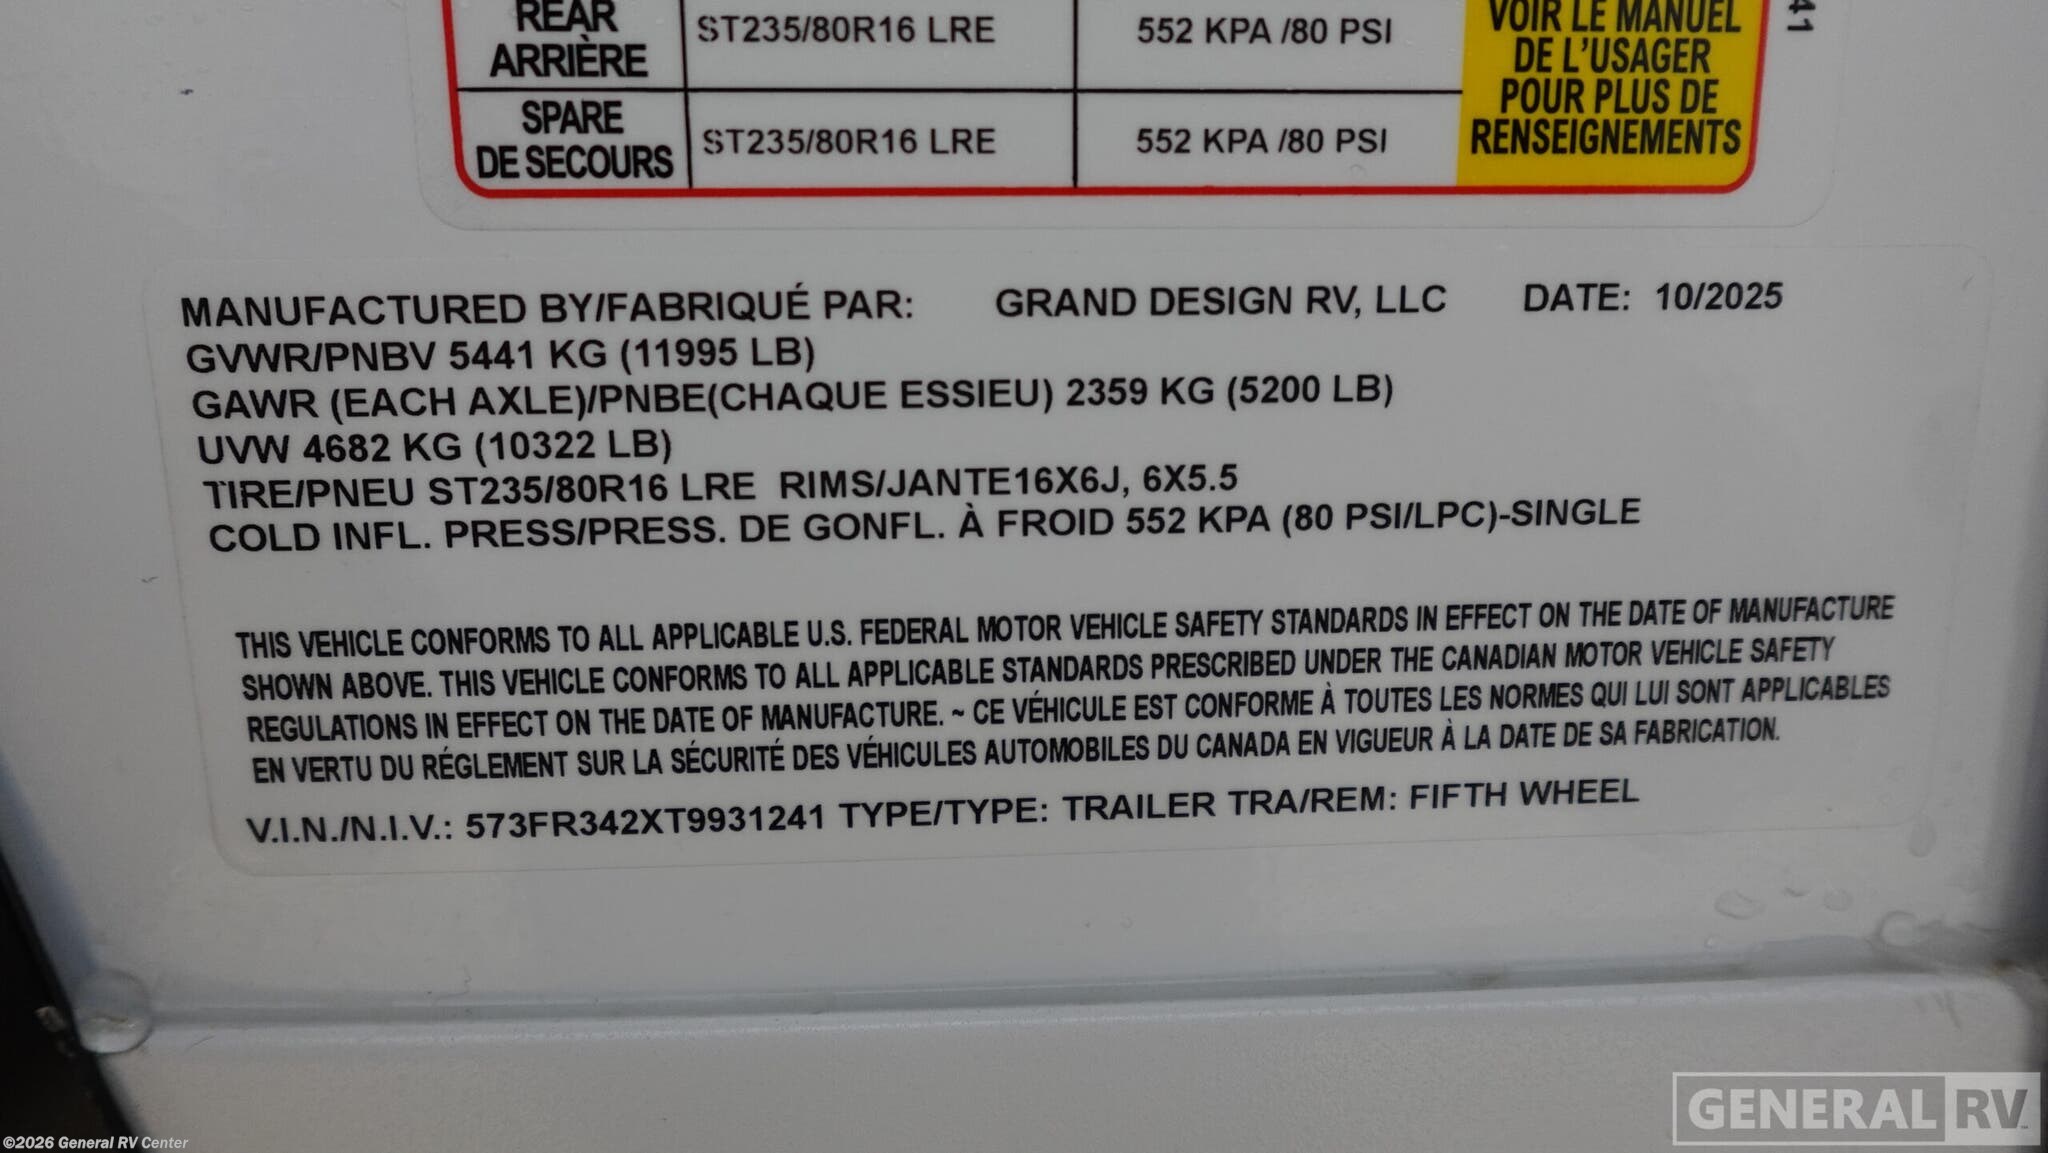 REAR
ARRIÈRE
ST235/80R16 LRE
552 KPA /80 PSI
SPARE
DE SECOURS
ST235/80R16 LRE
552 KPA /80 PSI
VOIR LE MANUEL
DE L'USAGER
POUR PLUS DE
RENSEIGNEMENTS
41
MANUFACTURED BY/FABRIQUÉ PAR: GRAND DESIGN RV, LLC DATE: 10/2025
GVWR/PNBV 5441 KG (11995 LB)
GAWR (EACH AXLE)/PNBE(CHAQUE ESSIEU) 2359 KG (5200 LB)
UVW 4682 KG (10322 LB)
TIRE/PNEU ST235/80R16 LRE RIMS/JANTE16X6J, 6X5.5
COLD INFL. PRESS/PRESS. DE GONFL. À FROID 552 KPA (80 PSI/LPC)-SINGLE
THIS VEHICLE CONFORMS TO ALL APPLICABLE U.S. FEDERAL MOTOR VEHICLE SAFETY STANDARDS IN EFFECT ON THE DATE OF MANUFACTURE
SHOWN ABOVE. THIS VEHICLE CONFORMS TO ALL APPLICABLE STANDARDS PRESCRIBED UNDER THE CANADIAN MOTOR VEHICLE SAFETY
REGULATIONS IN EFFECT ON THE DATE OF MANUFACTURE. ~ CE VÉHICULE EST CONFORME À TOUTES LES NORMES QUI LUI SONT APPLICABLES
EN VERTU DU RÉGLEMENT SUR LA SÉCURITÉ DES VÉHICULES AUTOMOBILES DU CANADA EN VIGUEUR À LA DATE DE SA FABRICATION.
V.I.N./N.I.V.: 573FR342XT9931241 TYPE/TYPE: TRAILER TRA/REM: FIFTH WHEEL
GENERAL RV
©2026 General RV Center